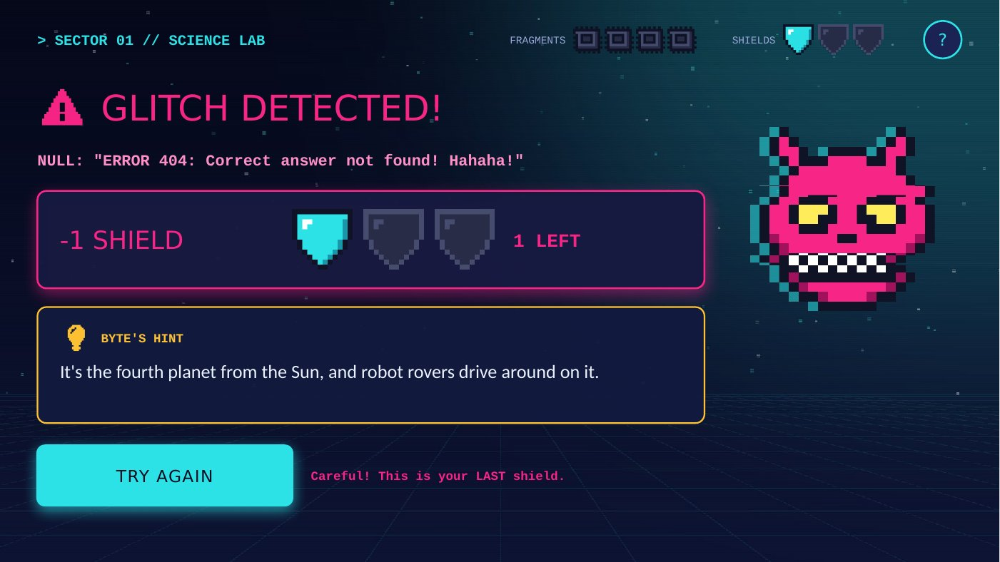 > SECTOR 01 // SCIENCE LAB
FRAGMENTS
SHIELDS
?
GLITCH DETECTED!
NULL: "ERROR 404: Correct answer not found! Hahaha!"
-1 SHIELD
1 LEFT
BYTE'S HINT
It's the fourth planet from the Sun, and robot rovers drive around on it.
TRY AGAIN
Careful! This is your LAST shield.